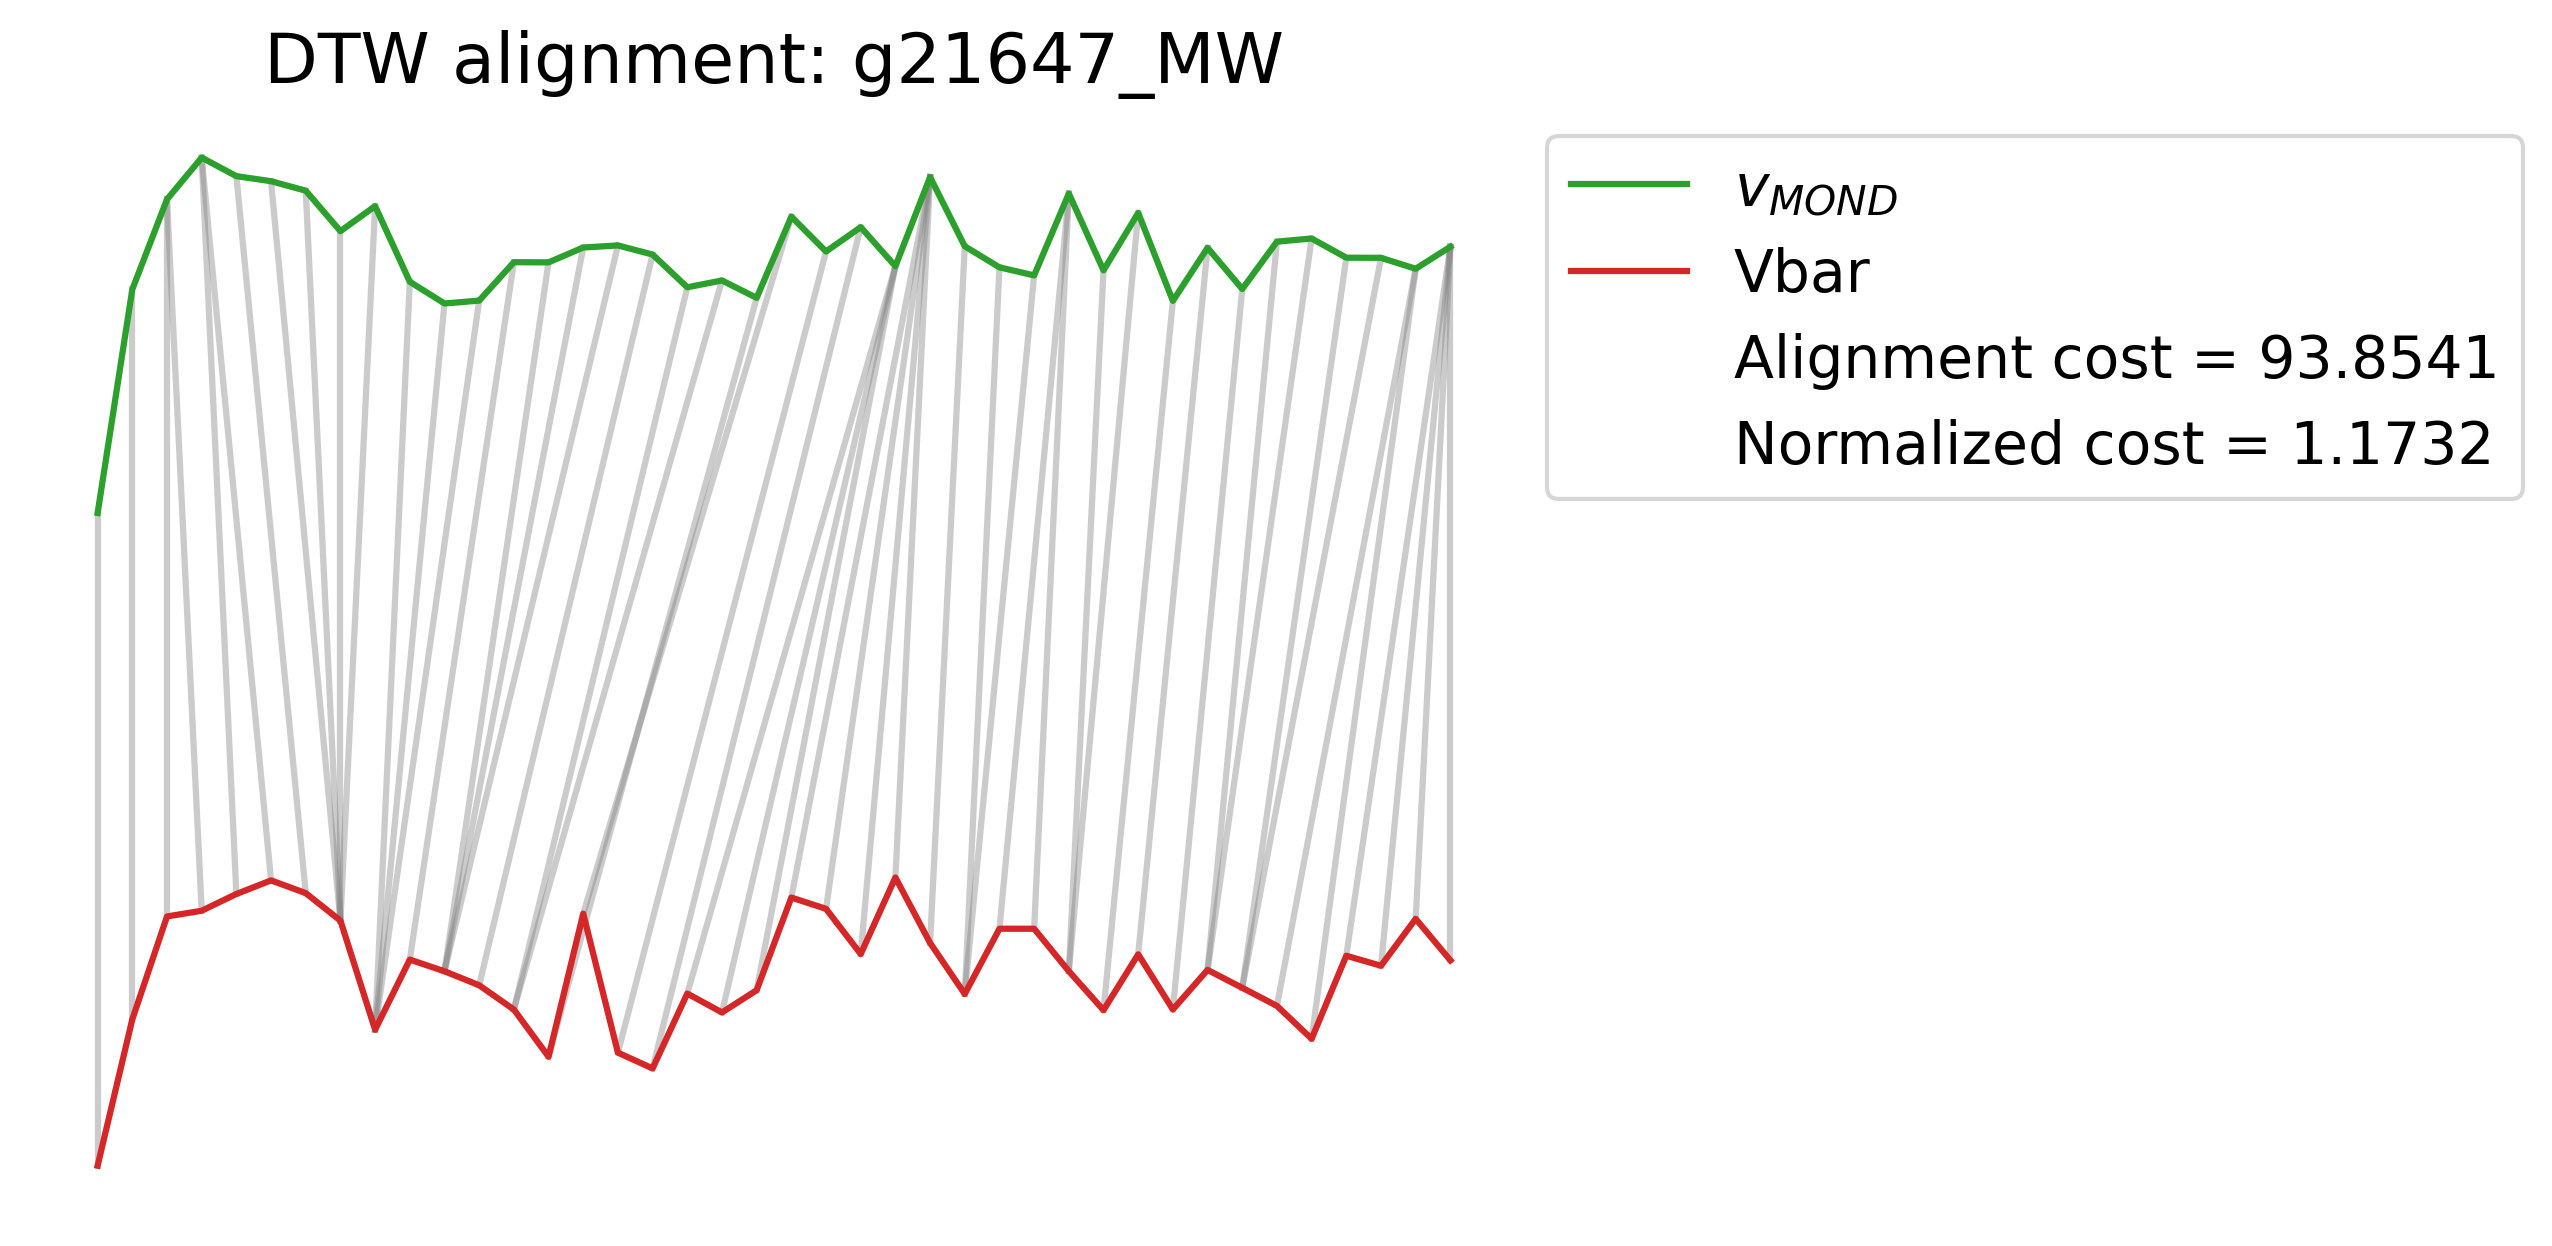 DTW alignment: g21647_MW
v_MOND
Vbar
Alignment cost = 93.8541
Normalized cost = 1.1732